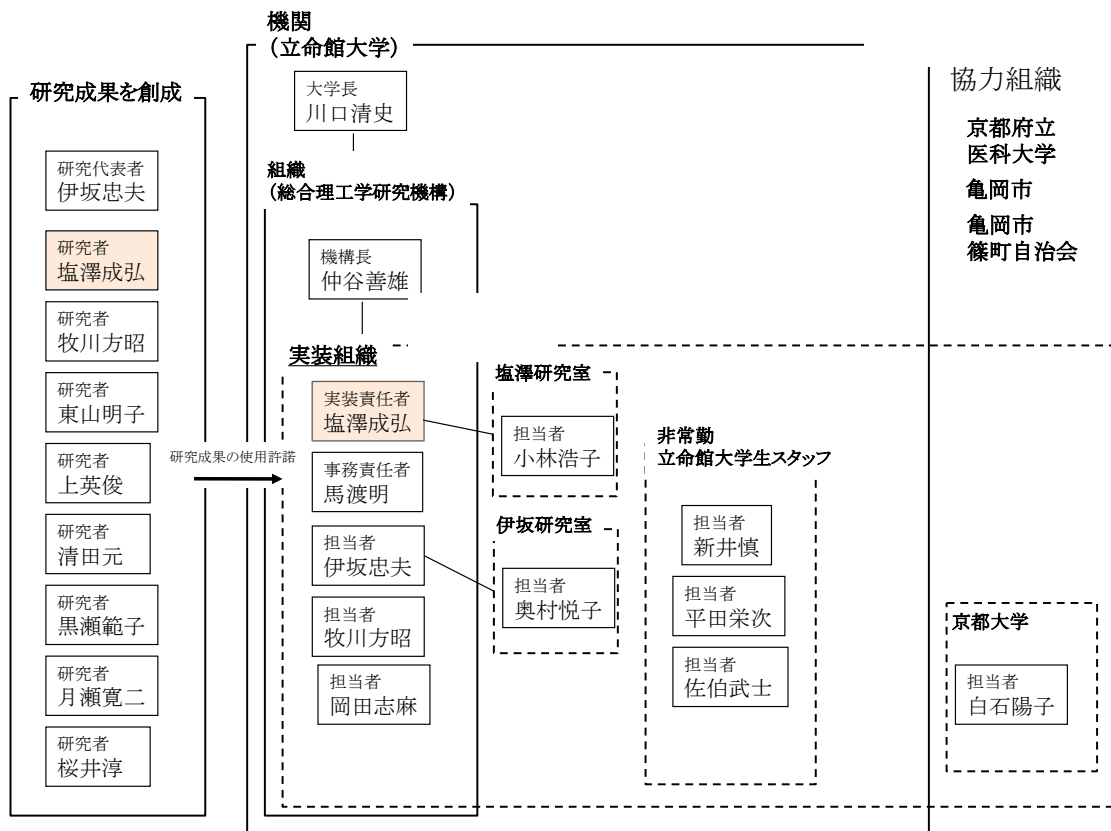 機関
（立命館大学）
大学長
川口清史
組織
（総合理工学研究機構）
機構長
仲谷善雄
研究成果を創成
研究代表者
伊坂忠夫
研究者
塩澤成弘
研究者
牧川方昭
研究者
東山明子
研究者
上英俊
研究者
清田元
研究者
黒瀬範子
研究者
月瀬寛二
研究者
桜井淳
研究成果の使用許諾
実装組織
実装責任者
塩澤成弘
事務責任者
馬渡明
担当者
伊坂忠夫
担当者
牧川方昭
担当者
岡田志麻
塩澤研究室
担当者
小林浩子
伊坂研究室
担当者
奥村悦子
非常勤
立命館大学生スタッフ
担当者
新井慎
担当者
平田栄次
担当者
佐伯武士
協力組織
京都府立
医科大学
亀岡市
亀岡市
篠町自治会
京都大学
担当者
白石陽子